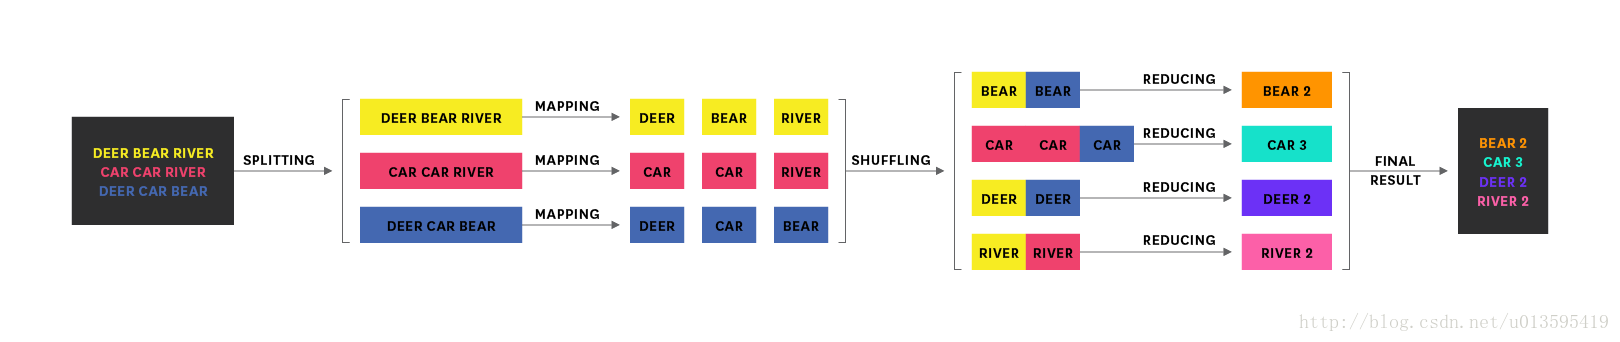 DEER BEAR RIVER
CAR CAR RIVER
DEER CAR BEAR
SPLITTING
DEER BEAR RIVER
CAR CAR RIVER
DEER CAR BEAR
MAPPING
MAPPING
MAPPING
DEER BEAR RIVER
CAR CAR RIVER
DEER CAR BEAR
SHUFFLING
BEAR BEAR
CAR CAR CAR
DEER DEER
RIVER RIVER
REDUCING
REDUCING
REDUCING
REDUCING
BEAR 2
CAR 3
DEER 2
RIVER 2
FINAL
RESULT
BEAR 2
CAR 3
DEER 2
RIVER 2
http://blog.csdn.net/u013595419